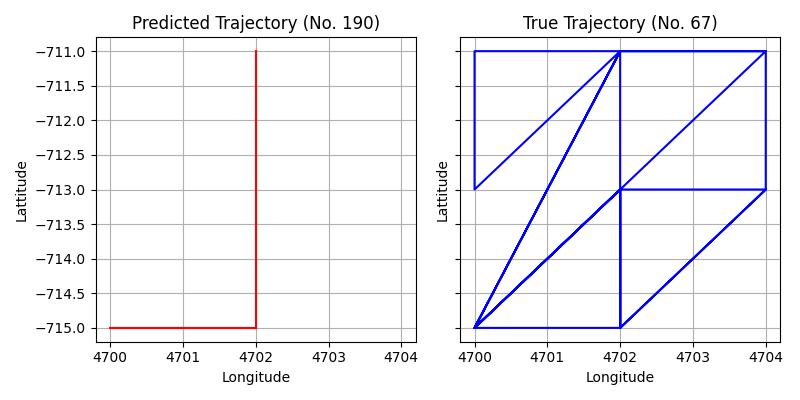 Predicted Trajectory (No. 190)
True Trajectory (No. 67)
−711.0
−711.5
−712.0
−712.5
−713.0
−713.5
−714.0
−714.5
−715.0
Lattitude
Lattitude
4700 4701 4702 4703 4704
4700 4701 4702 4703 4704
Longitude
Longitude